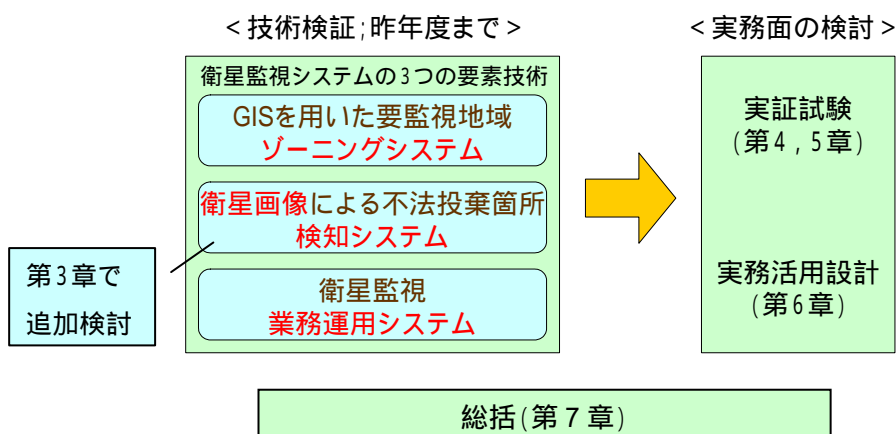 <技術検証;昨年度まで>
衛星監視システムの3つの要素技術
GISを用いた要監視地域
ゾーニングシステム
衛星画像による不法投棄箇所
検知システム
衛星監視
業務運用システム
第3章で
追加検討
<実務面の検討>
実証試験
(第4,5章)
実務活用設計
(第6章)
総括(第7章)